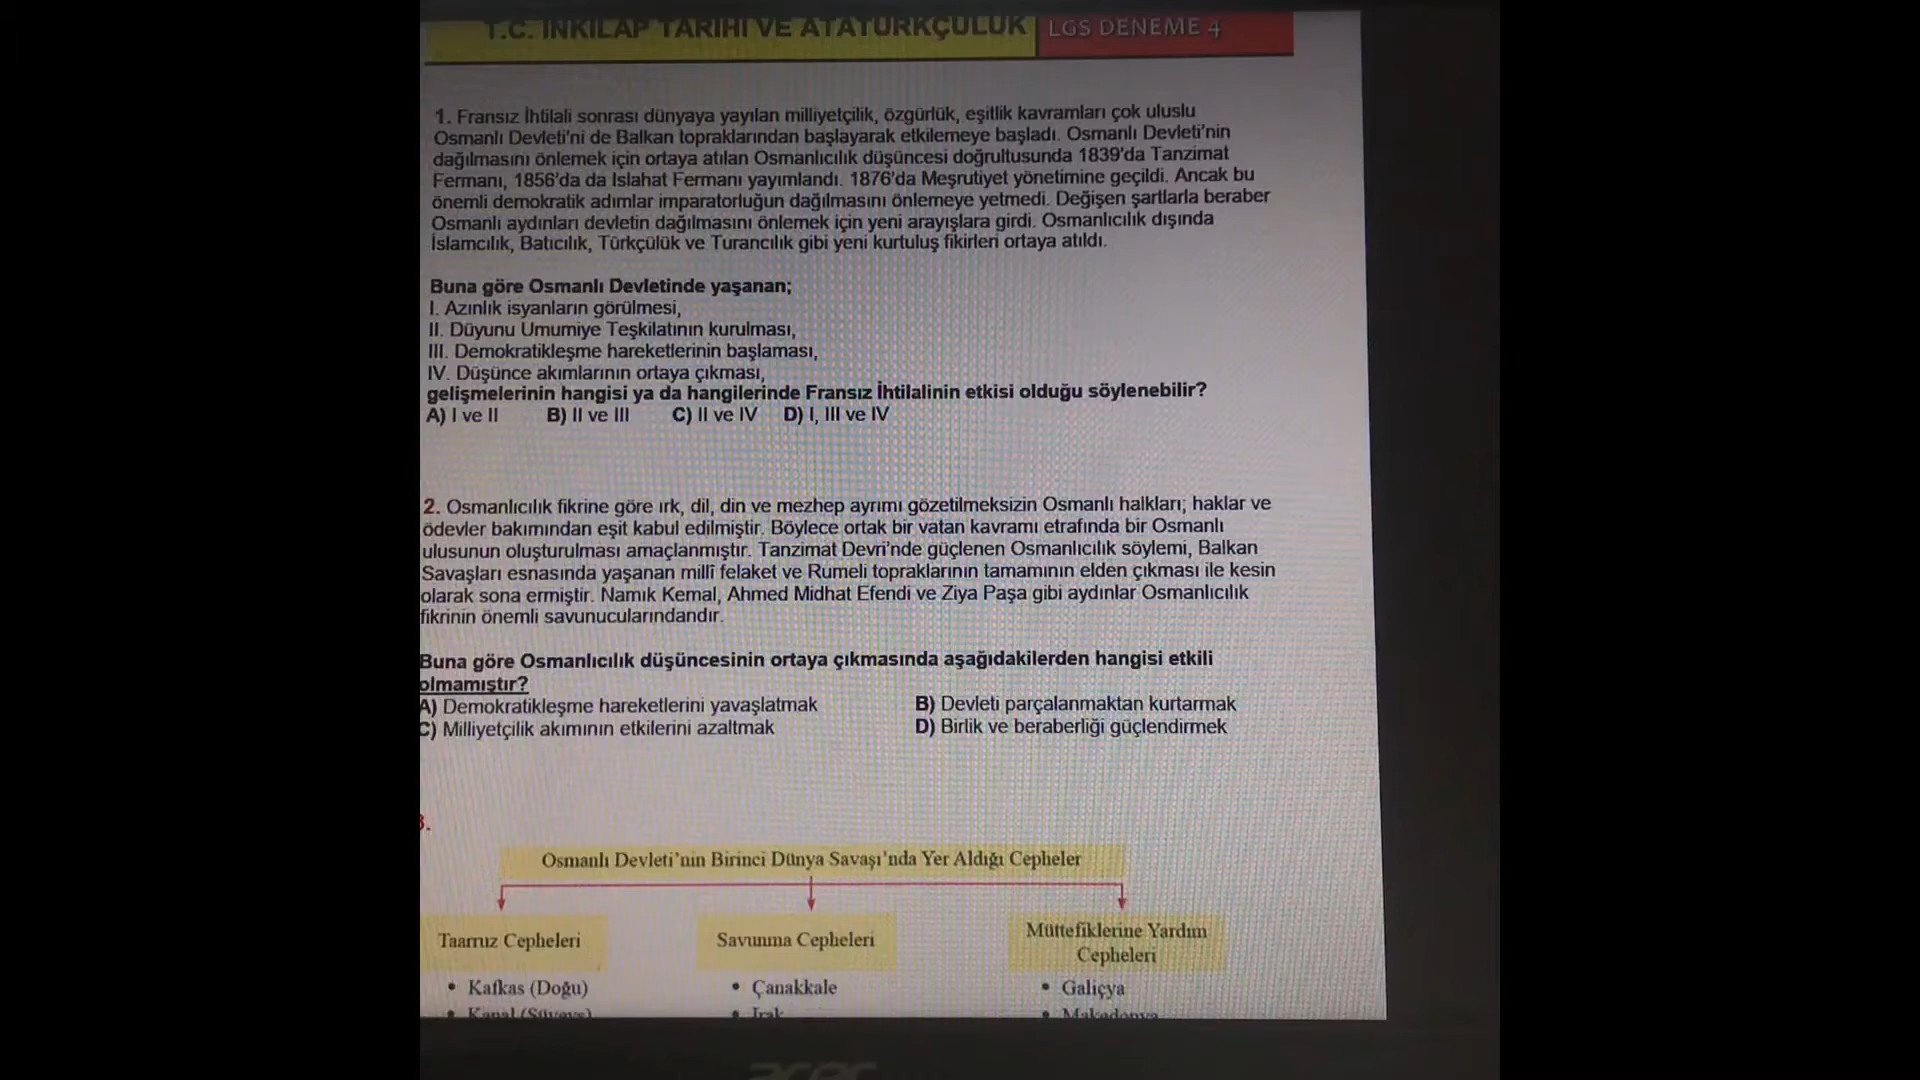 T.C. İNKILAP TARİHİ VE ATATÜRKÇÜLÜK LGS DENEME 4
1. Fransız İhtilali sonrası dünyaya yayılan milliyetçilik, özgürlük, eşitlik kavramları çok uluslu
Osmanlı Devleti'ni de Balkan topraklarından başlayarak etkilemeye başladı. Osmanlı Devleti'nin
dağılmasını önlemek için ortaya atılan Osmanlıcılık düşüncesi doğrultusunda 1839'da Tanzimat
Fermanı, 1856'da da Islahat Fermanı yayımlandı. 1876'da Meşrutiyet yönetimine geçildi. Ancak bu
önemli demokratik adımlar imparatorluğun dağılmasını önlemeye yetmedi. Değişen şartlarla beraber
Osmanlı aydınları devletin dağılmasını önlemek için yeni arayışlara girdi. Osmanlıcılık dışında
İslamcılık, Batıcılık, Türkçülük ve Turancılık gibi yeni kurtuluş fikirleri ortaya atıldı.
Buna göre Osmanlı Devletinde yaşanan;
I. Azınlık isyanların görülmesi,
II. Düyunu Umumiye Teşkilatının kurulması,
III. Demokratikleşme hareketlerinin başlaması,
IV. Düşünce akımlarının ortaya çıkması,
gelişmelerinin hangisi ya da hangilerinde Fransız İhtilalinin etkisi olduğu söylenebilir?
A) I ve II B) II ve III C) II ve IV D) I, III ve IV
2. Osmanlıcılık fikrine göre ırk, dil, din ve mezhep ayrımı gözetilmeksizin Osmanlı halkları; haklar ve
ödevler bakımından eşit kabul edilmiştir. Böylece ortak bir vatan kavramı etrafında bir Osmanlı
ulusunun oluşturulması amaçlanmıştır. Tanzimat Devri'nde güçlenen Osmanlıcılık söylemi, Balkan
Savaşları esnasında yaşanan millî felaket ve Rumeli topraklarının tamamının elden çıkması ile kesin
olarak sona ermiştir. Namık Kemal, Ahmed Midhat Efendi ve Ziya Paşa gibi aydınlar Osmanlıcılık
fikrinin önemli savunucularındandır.
Buna göre Osmanlıcılık düşüncesinin ortaya çıkmasında aşağıdakilerden hangisi etkili
olmamıştır?
A) Demokratikleşme hareketlerini yavaşlatmak B) Devleti parçalanmaktan kurtarmak
C) Milliyetçilik akımının etkilerini azaltmak D) Birlik ve beraberliği güçlendirmek
3.
Osmanlı Devleti'nin Birinci Dünya Savaşı'nda Yer Aldığı Cepheler
Taarruz Cepheleri Savunma Cepheleri Müttefiklerine Yardım
Cepheleri
• Kafkas (Doğu) • Çanakkale • Galiçya
• Kanal (Süveyş) • Irak • Makedonya
acer